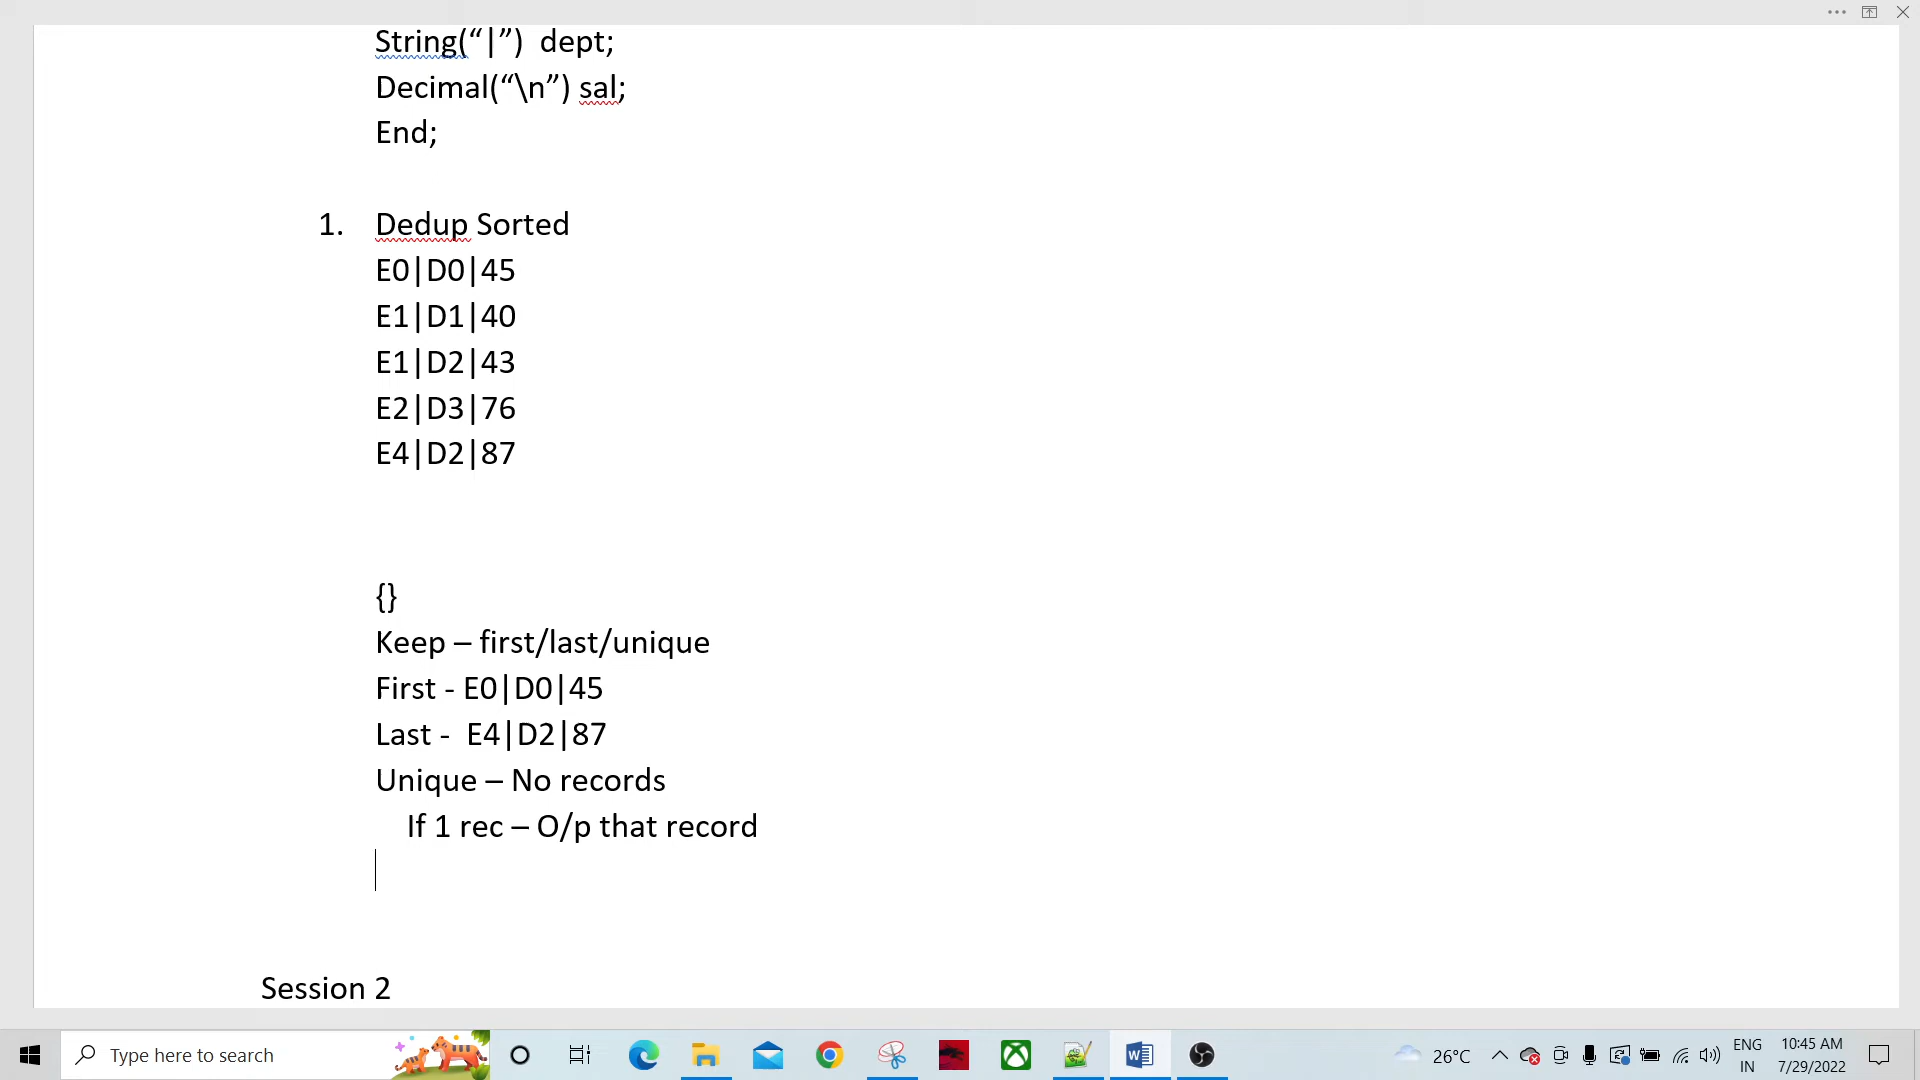 String(“|”)  dept;
Decimal(“\n”) sal;
End;
1. Dedup Sorted
E0|D0|45
E1|D1|40
E1|D2|43
E2|D3|76
E4|D2|87
{}
Keep – first/last/unique
First - E0|D0|45
Last -  E4|D2|87
Unique – No records
If 1 rec – O/p that record
Session 2
Type here to search
26°C
ENG
IN
10:45 AM
7/29/2022